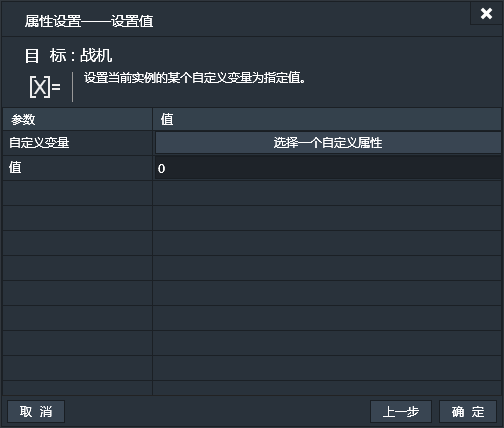 属性设置——设置值
目 标：战机
[X]=
设置当前实例的某个自定义变量为指定值。
参数 值
自定义变量 选择一个自定义属性
值 0
取 消 上一步 确 定